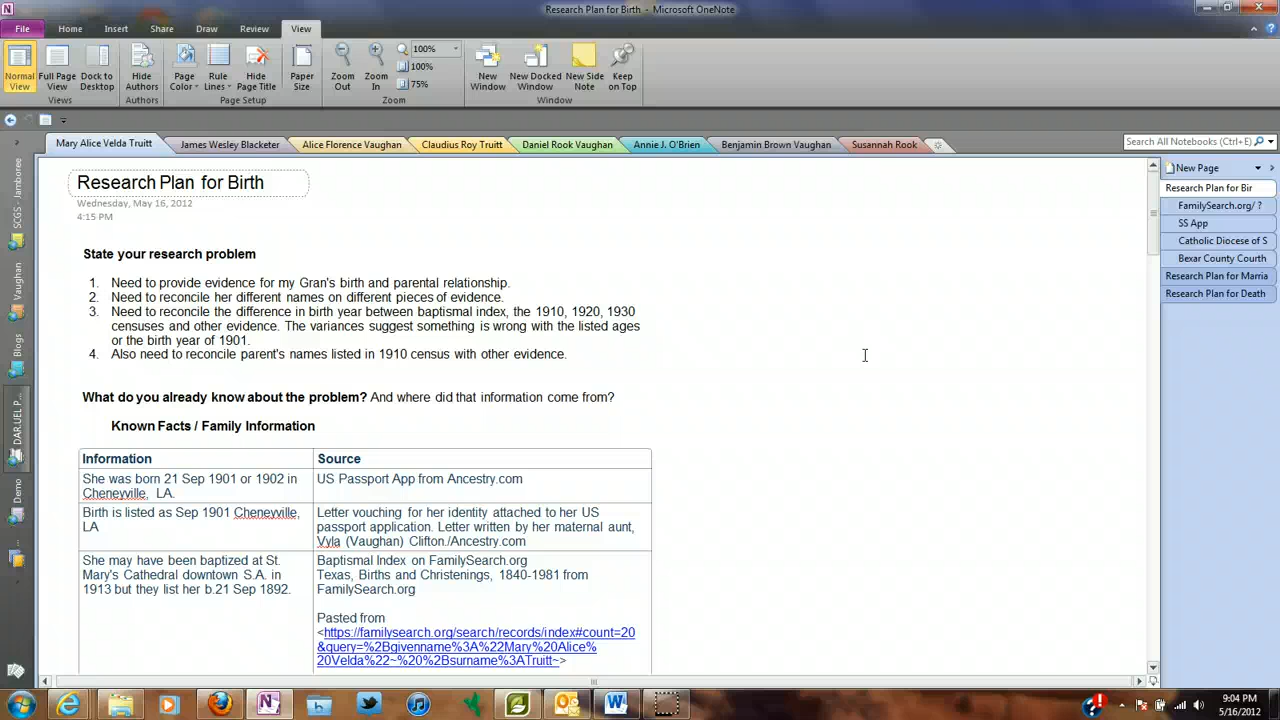 Research Plan for Birth - Microsoft OneNote
File Home Insert Share Draw Review View
Normal View
Full Page View
Dock to Desktop
Hide Authors
Page Color
Rule Lines
Hide Page Title
Paper Size
Zoom Out
Zoom In
100%
100%
75%
New Window
New Docked Window
New Side Note
Keep on Top
Views Authors Page Setup Zoom Window
Mary Alice Velda Truitt James Wesley Blacketer Alice Florence Vaughan Claudius Roy Truitt Daniel Rook Vaughan Annie J. O'Brien Benjamin Brown Vaughan Susannah Rook
Search All Notebooks (Ctrl+E)
SCGS - Jamboree
Vaughan
Blogs
DAR.UEL P...
Demo
Research Plan for Birth
Wednesday, May 16, 2012
4:15 PM
State your research problem
1. Need to provide evidence for my Gran's birth and parental relationship.
2. Need to reconcile her different names on different pieces of evidence.
3. Need to reconcile the difference in birth year between baptismal index, the 1910, 1920, 1930
censuses and other evidence. The variances suggest something is wrong with the listed ages
or the birth year of 1901.
4. Also need to reconcile parent's names listed in 1910 census with other evidence.
What do you already know about the problem? And where did that information come from?
Known Facts / Family Information
Information Source
She was born 21 Sep 1901 or 1902 in
Cheneyville, LA.
US Passport App from Ancestry.com
Birth is listed as Sep 1901 Cheneyville,
LA
Letter vouching for her identity attached to her US
passport application. Letter written by her maternal aunt,
Vyla (Vaughan) Clifton./Ancestry.com
She may have been baptized at St.
Mary's Cathedral downtown S.A. in
1913 but they list her b.21 Sep 1892.
Baptismal Index on FamilySearch.org
Texas, Births and Christenings, 1840-1981 from
FamilySearch.org
Pasted from
<https://familysearch.org/search/records/index#count=20
&query=%2Bgivenname%3A%22Mary%20Alice%
20Velda%22~%20%2Bsurname%3ATruitt~>
New Page
Research Plan for Bir
FamilySearch.org/ ?
SS App
Catholic Diocese of S
Bexar County Courth
Research Plan for Marria
Research Plan for Death
9:04 PM
5/16/2012